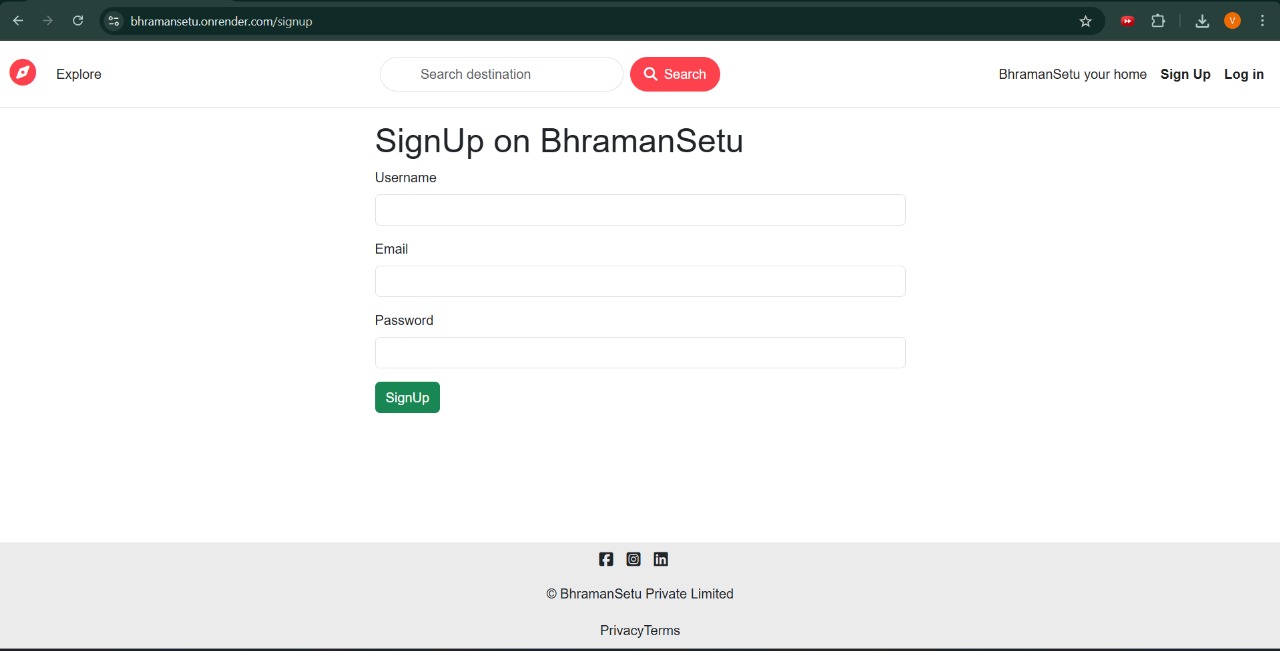 bhramansetu.onrender.com/signup
V
Explore
Search destination
Search
BhramanSetu your home Sign Up Log in
SignUp on BhramanSetu
Username
Email
Password
SignUp
© BhramanSetu Private Limited
PrivacyTerms